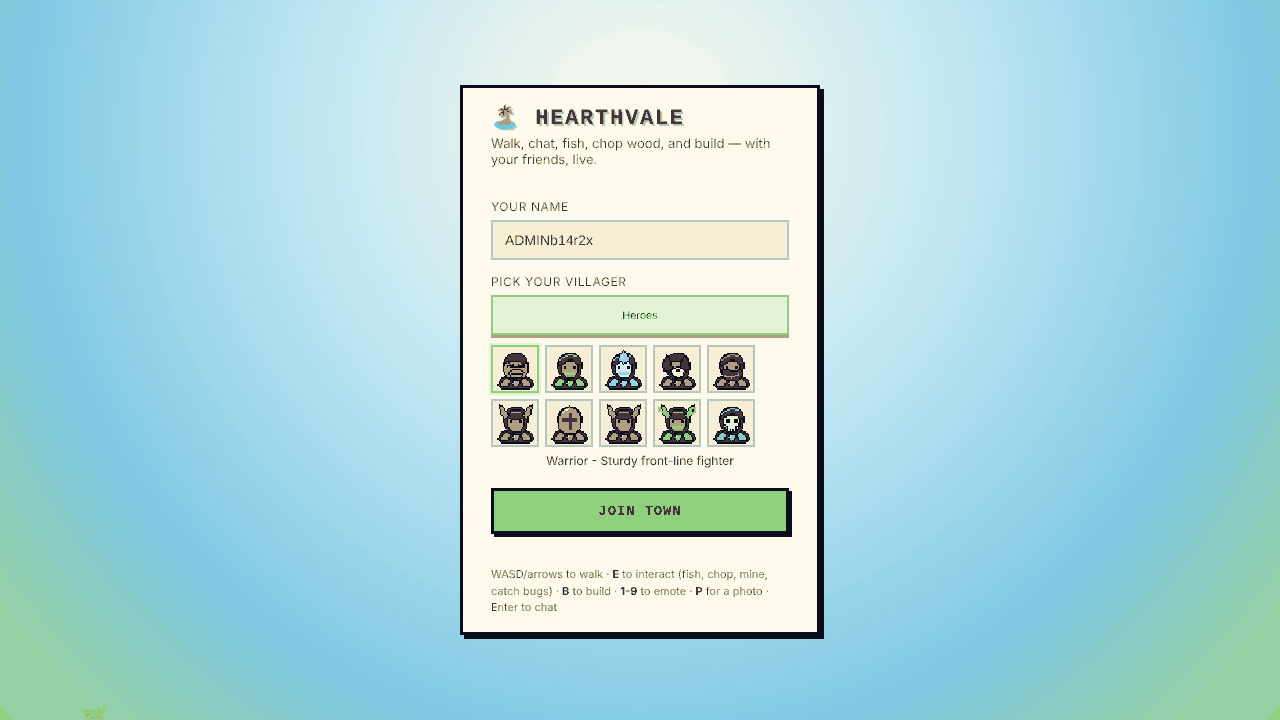 HEARTHVALE
Walk, chat, fish, chop wood, and build — with
your friends, live.
YOUR NAME
ADMINb14r2x
PICK YOUR VILLAGER
Heroes
Warrior - Sturdy front-line fighter
JOIN TOWN
WASD/arrows to walk · E to interact (fish, chop, mine,
catch bugs) · B to build · 1-9 to emote · P for a photo ·
Enter to chat